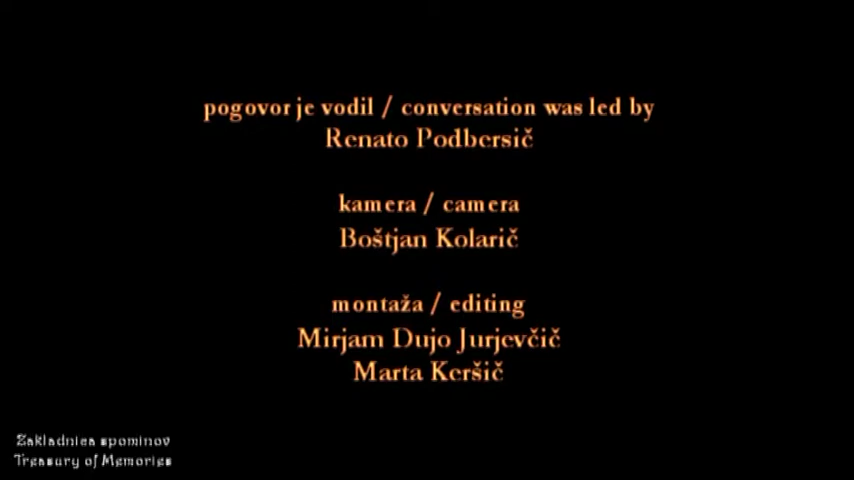 pogovor je vodil / conversation was led by
Renato Podbersič
kamera / camera
Boštjan Kolarič
montaža / editing
Mirjam Dujo Jurjevčič
Marta Keršič
Zakladnica spominov
Treasury of Memories